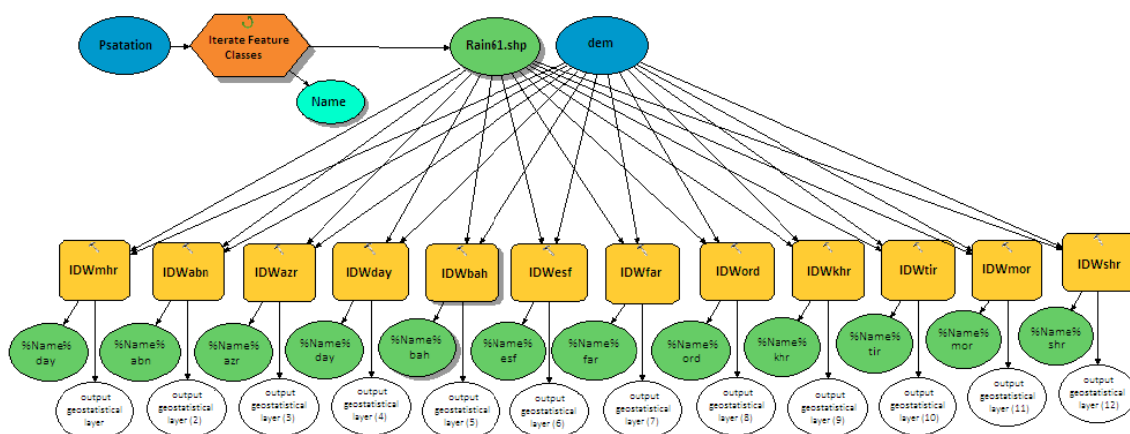 Psatation
Iterate Feature
Classes
Rain61.shp
dem
Name
IDWmhr
IDWabn
IDWazr
IDWday
IDWbah
IDWesf
IDWfar
IDWord
IDWkhr
IDWtir
IDWmor
IDWshr
%Name%
day
%Name%
abn
%Name%
azr
%Name%
day
%Name%
bah
%Name%
esf
%Name%
far
%Name%
ord
%Name%
khr
%Name%
tir
%Name%
mor
%Name%
shr
output
geostatistical
layer
output
geostatistical
layer (2)
output
geostatistical
layer (3)
output
geostatistical
layer (4)
output
geostatistical
layer (5)
output
geostatistical
layer (6)
output
geostatistical
layer (7)
output
geostatistical
layer (8)
output
geostatistical
layer (9)
output
geostatistical
layer (10)
output
geostatistical
layer (11)
output
geostatistical
layer (12)